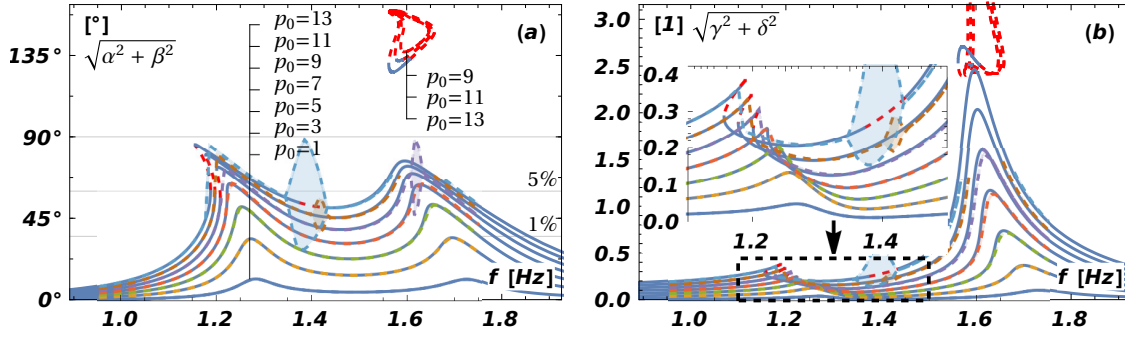 [°]
√α² + β²
(a)
p₀=13
p₀=11
p₀=9
p₀=7
p₀=5
p₀=3
p₀=1
p₀=9
p₀=11
p₀=13
135°
90°
45°
0°
5%
1%
f [Hz]
1.0
1.2
1.4
1.6
1.8
[1] √γ² + δ²
(b)
3.0
2.5
2.0
1.5
1.0
0.5
0.0
0.4
0.3
0.2
0.1
0.0
1.2
1.4
f [Hz]
1.0
1.2
1.4
1.6
1.8